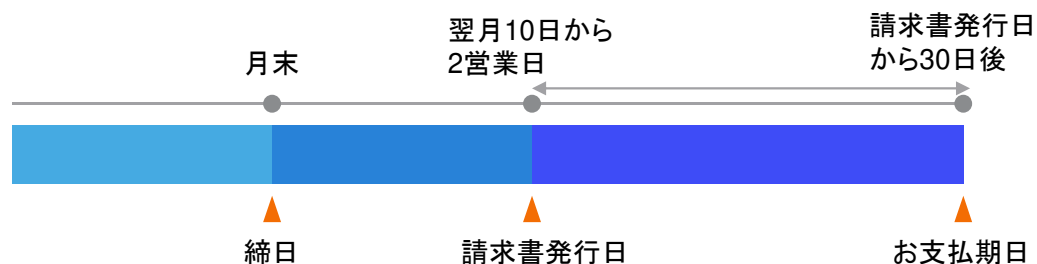 月末
翌月10日から
2営業日
請求書発行日
から30日後
締日
請求書発行日
お支払期日